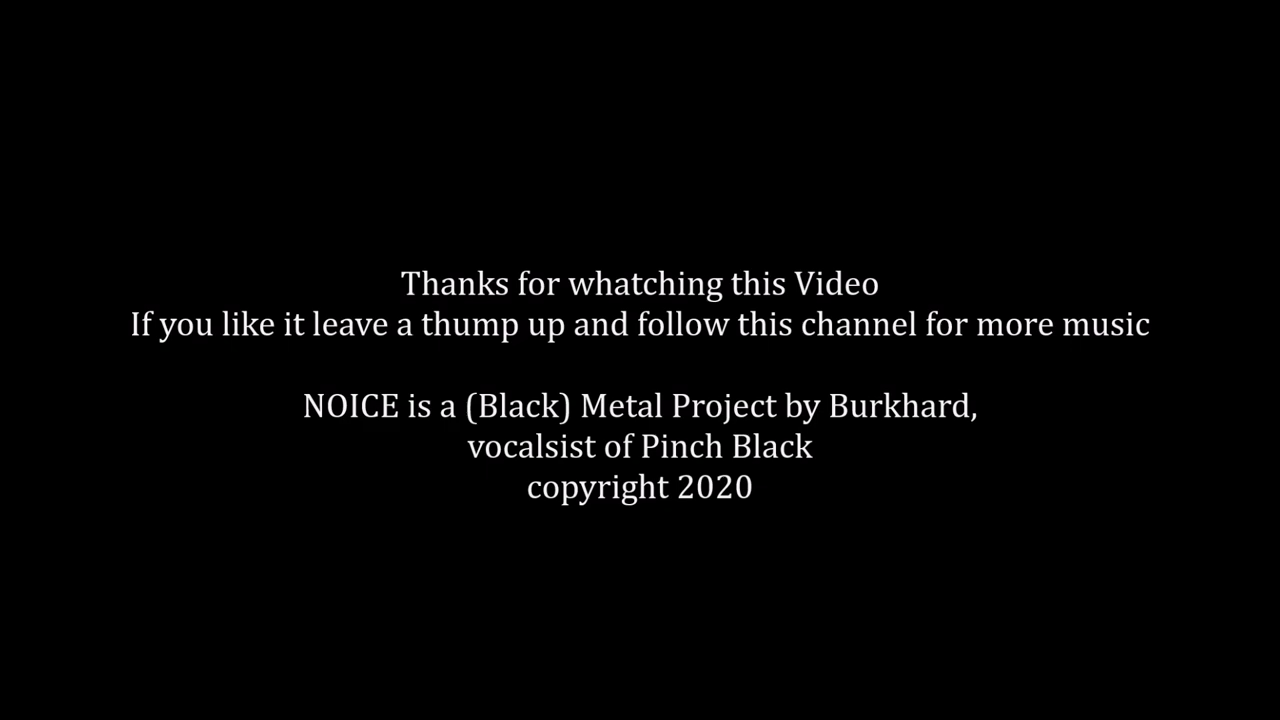 Thanks for whatching this Video
If you like it leave a thump up and follow this channel for more music
NOICE is a (Black) Metal Project by Burkhard,
vocalsist of Pinch Black
copyright 2020